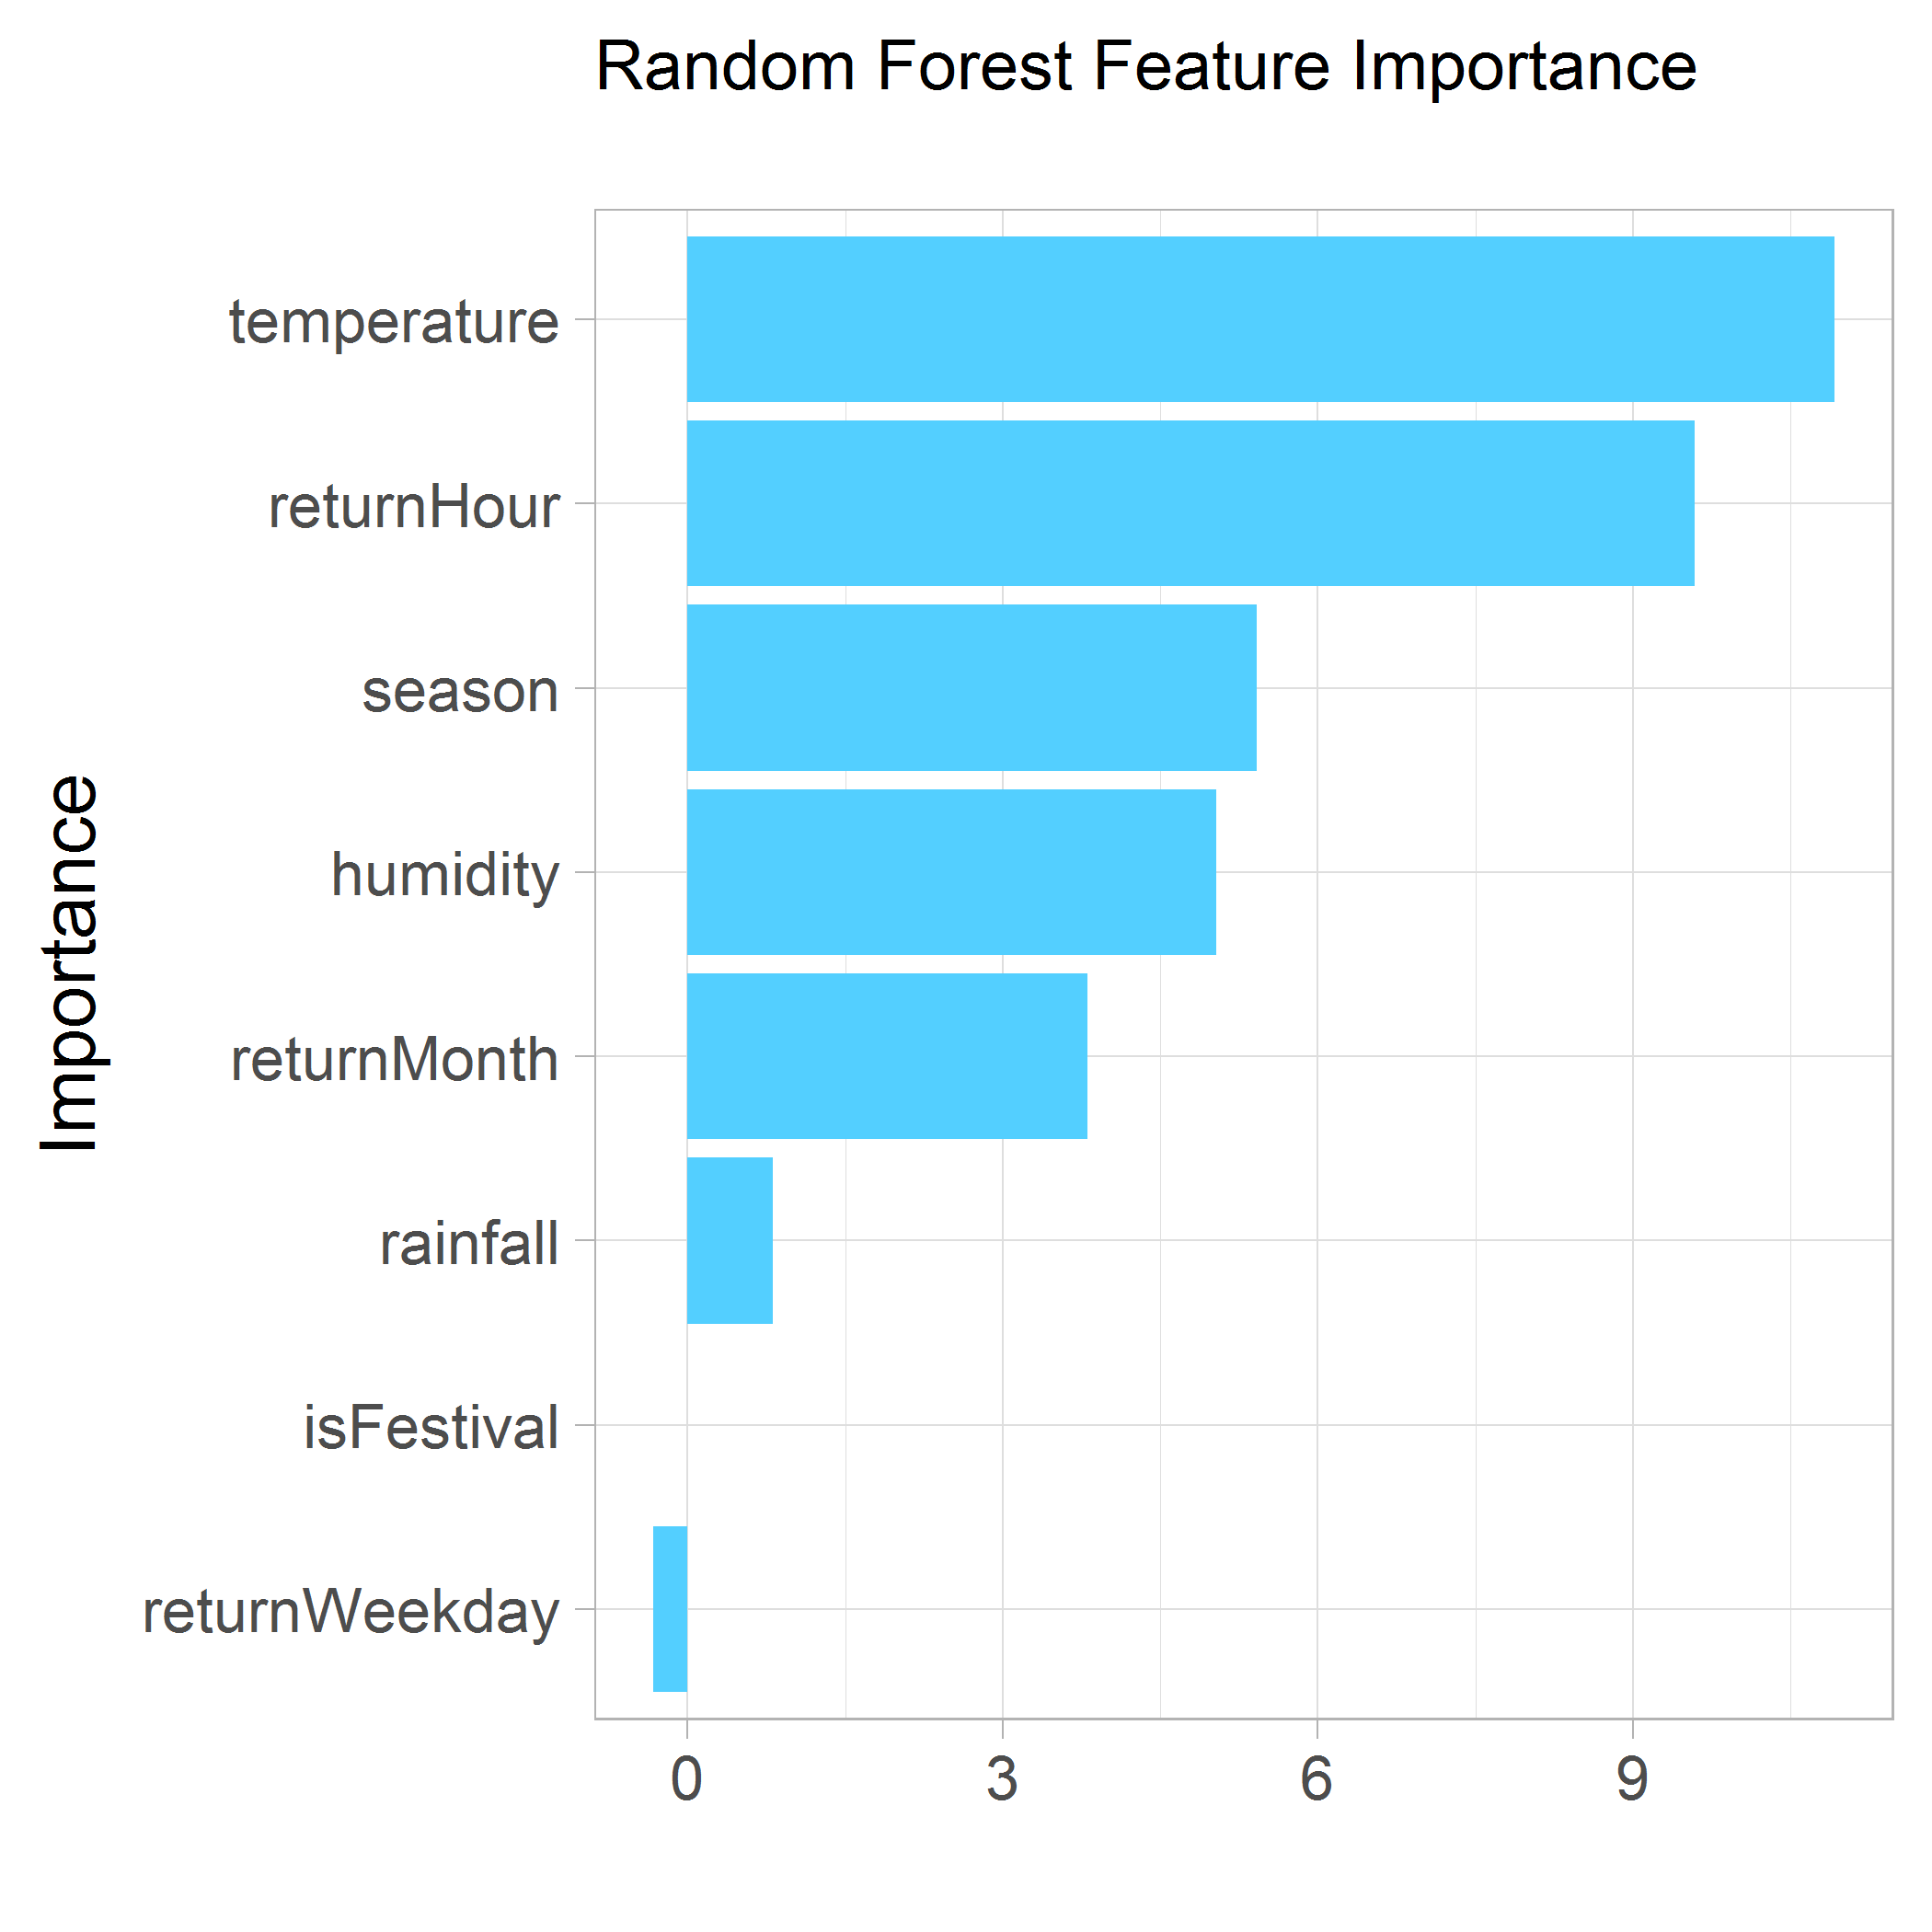 Random Forest Feature Importance
Importance
temperature
returnHour
season
humidity
returnMonth
rainfall
isFestival
returnWeekday
0 3 6 9